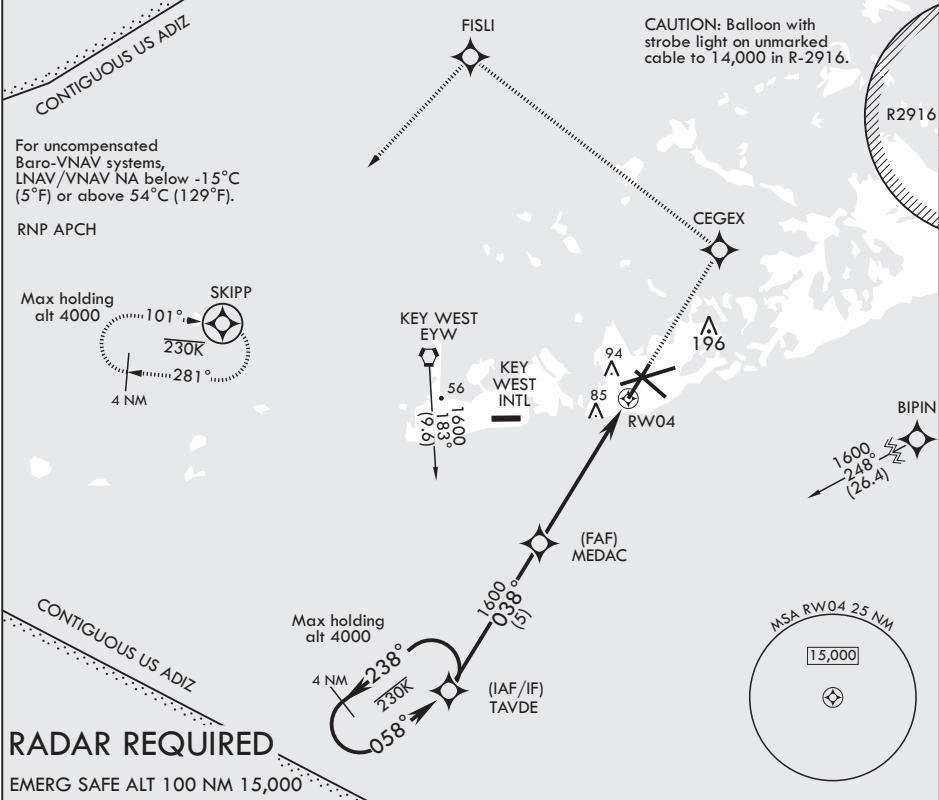 FISLI
CAUTION: Balloon with
strobe light on unmarked
cable to 14,000 in R-2916.
CONTIGUOUS US ADIZ
R2916
For uncompensated
Baro-VNAV systems,
LNAV/VNAV NA below -15°C
(5°F) or above 54°C (129°F).
RNP APCH
CEGEX
Max holding
alt 4000
SKIPP
101°
230K
281°
4 NM
KEY WEST
EYW
56
1600
183°
(9.6)
KEY
WEST
INTL
94
85
196
RW04
BIPIN
1600
248°
(26.4)
(FAF)
MEDAC
1600
038°
(5)
CONTIGUOUS US ADIZ
Max holding
alt 4000
4 NM
238°
230K
058°
(IAF/IF)
TAVDE
MSA RW04 25 NM
15,000
RADAR REQUIRED
EMERG SAFE ALT 100 NM 15,000